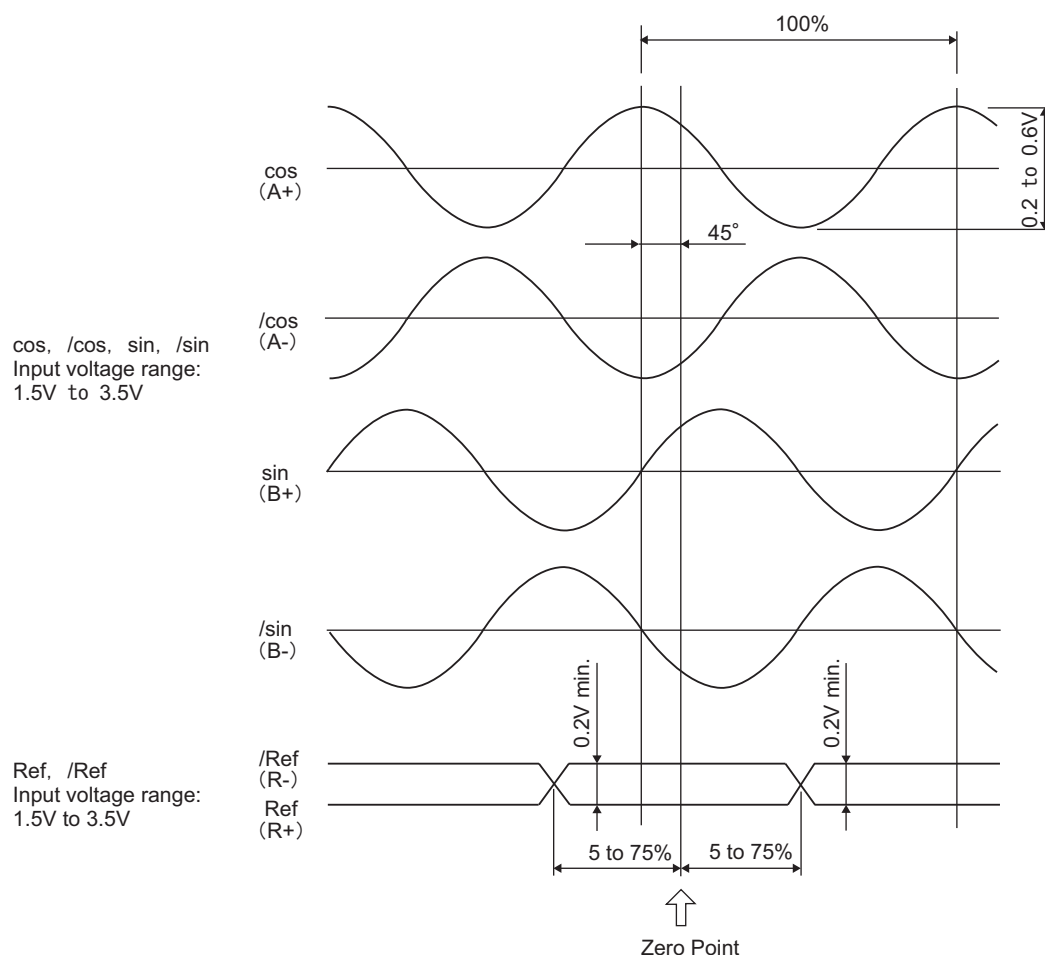 100%
cos
(A+)
0.2 to 0.6V
45°
/cos
(A-)
cos, /cos, sin, /sin
Input voltage range:
1.5V to 3.5V
sin
(B+)
/sin
(B-)
0.2V min.
0.2V min.
/Ref
(R-)
Ref, /Ref
Input voltage range:
1.5V to 3.5V
Ref
(R+)
5 to 75%
5 to 75%
Zero Point